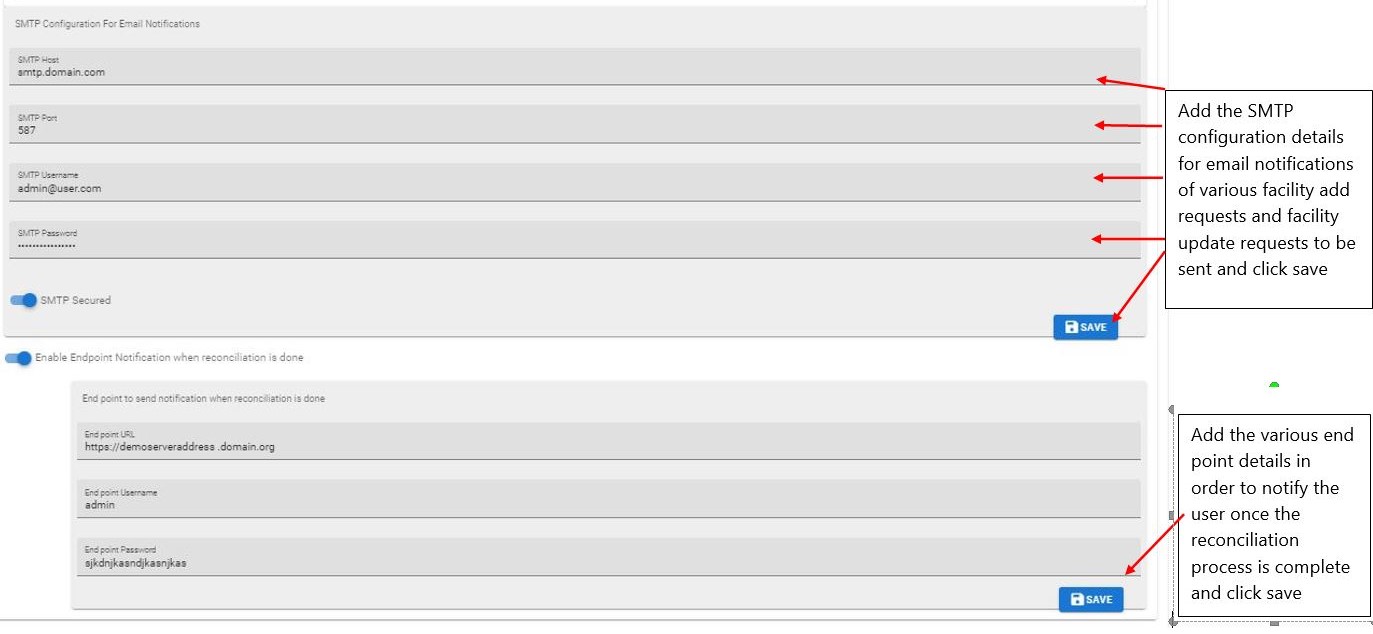 SMTP Configuration For Email Notifications
SMTP Host
smtp.domain.com
SMTP Port
587
SMTP Username
admin@user.com
SMTP Password
••••••••••••••••
SMTP Secured
SAVE
Add the SMTP
configuration details
for email notifications
of various facility add
requests and facility
update requests to be
sent and click save
Enable Endpoint Notification when reconciliation is done
End point to send notification when reconciliation is done
End point URL
https://demoserveraddress .domain.org
End point Username
admin
End point Password
sjkdnjkasndjkasnjkas
SAVE
Add the various end
point details in
order to notify the
user once the
reconciliation
process is complete
and click save